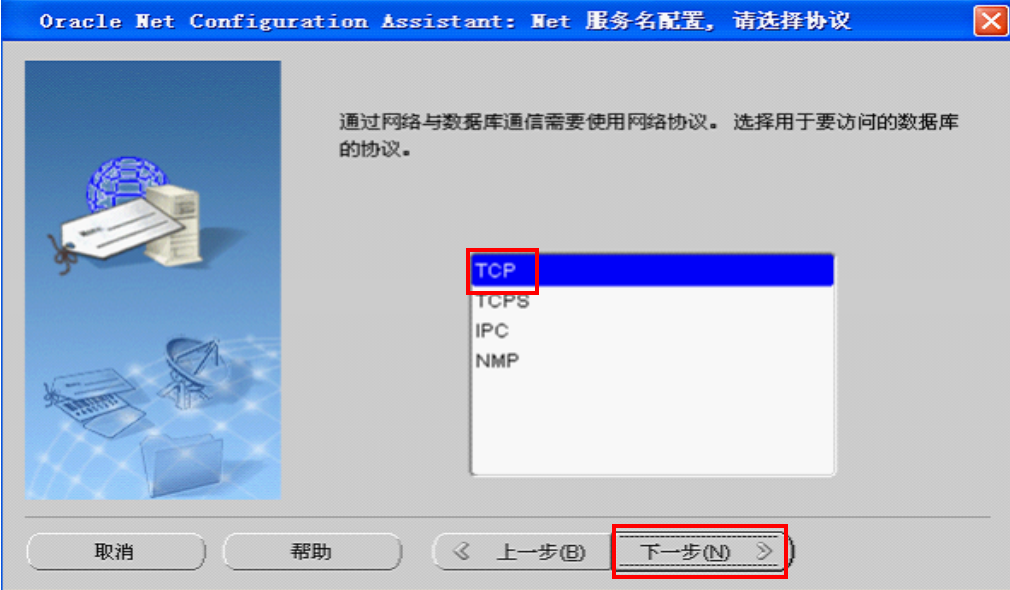 Oracle Net Configuration Assistant: Net 服务名配置, 请选择协议
通过网络与数据库通信需要使用网络协议。选择用于要访问的数据库
的协议。
TCP
TCPS
IPC
NMP
取消 帮助 上一步(B) 下一步(N)